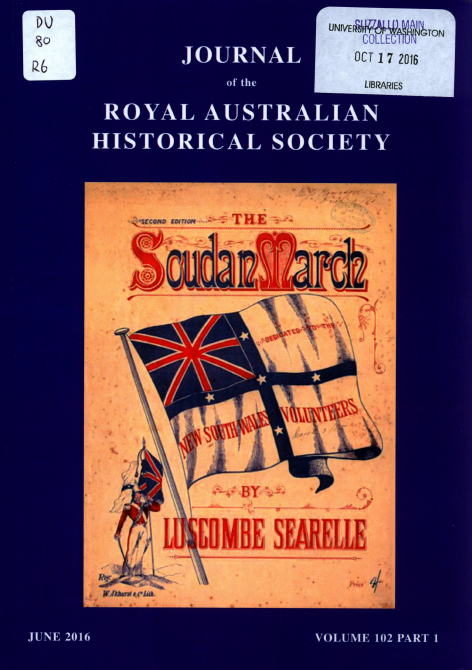 DU
80
R6
SUZZALLO MAIN
UNIVERSITY OF WASHINGTON
COLLECTION
OCT 17 2016
LIBRARIES
JOURNAL
of the
ROYAL AUSTRALIAN
HISTORICAL SOCIETY
SECOND EDITION
THE
Soudan March
DEDICATED TO THE
NEW SOUTH WALES VOLUNTEERS
BY
LUSCOMBE SEARELLE
W. Akhurst & Co Lith.
Price
JUNE 2016
VOLUME 102 PART 1